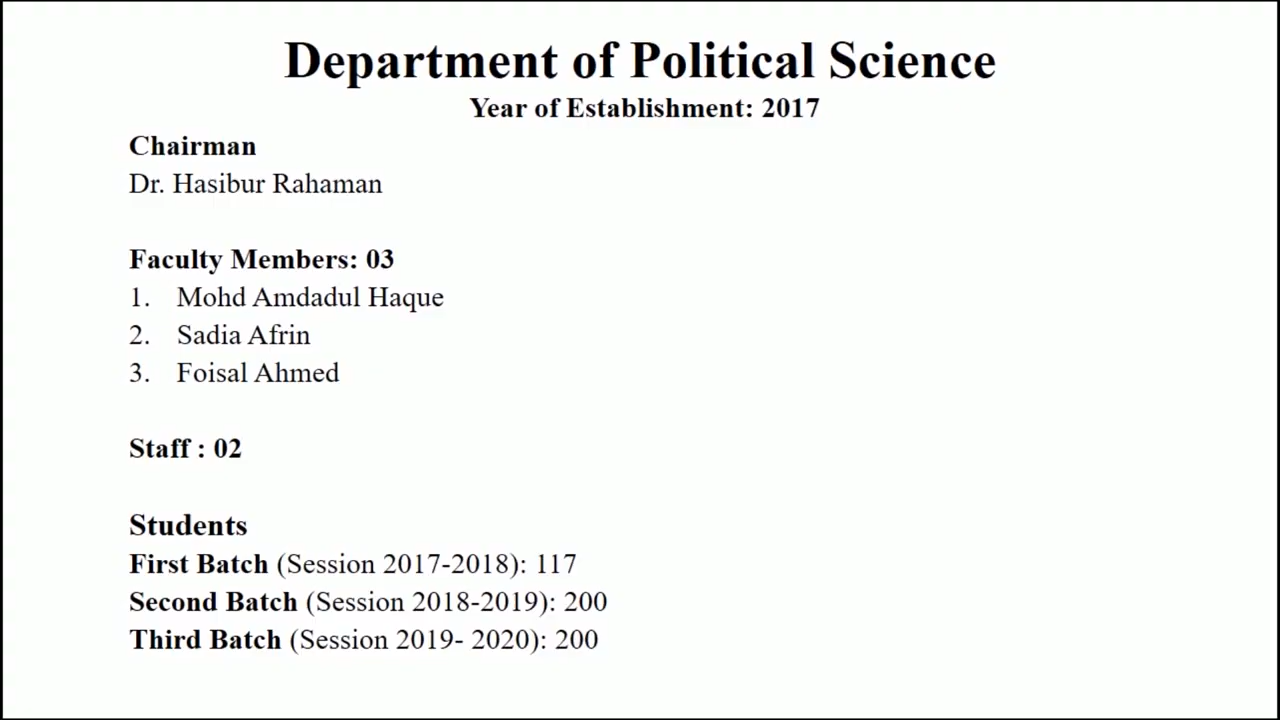 Department of Political Science
Year of Establishment: 2017
Chairman
Dr. Hasibur Rahaman
Faculty Members: 03
1. Mohd Amdadul Haque
2. Sadia Afrin
3. Foisal Ahmed
Staff : 02
Students
First Batch (Session 2017-2018): 117
Second Batch (Session 2018-2019): 200
Third Batch (Session 2019- 2020): 200